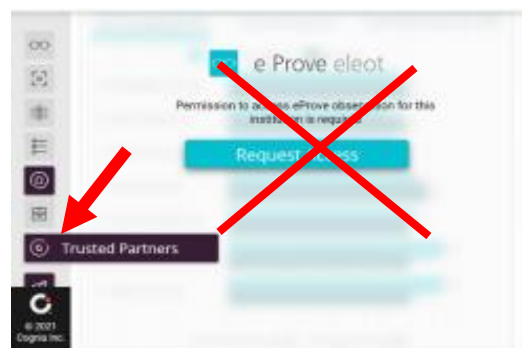 e Prove eleot
Permission to access eProve observation for this
institution is required
Request Access
Trusted Partners
© 2021
Cognia Inc.